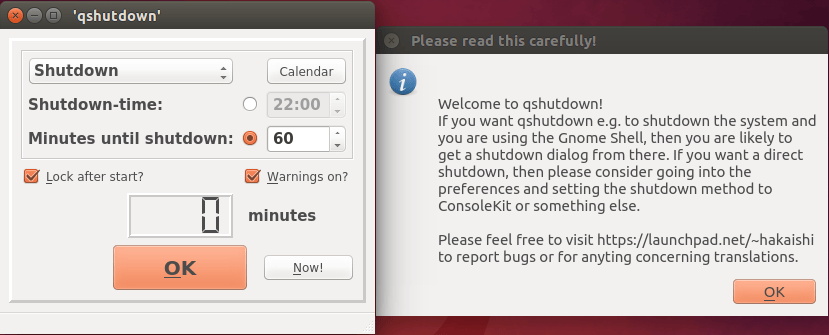 'qshutdown'
Shutdown
Calendar
Shutdown-time:
22:00
Minutes until shutdown:
60
Lock after start?
Warnings on?
0 minutes
OK
Now!
Please read this carefully!
Welcome to qshutdown!
If you want qshutdown e.g. to shutdown the system and
you are using the Gnome Shell, then you are likely to
get a shutdown dialog from there. If you want a direct
shutdown, then please consider going into the
preferences and setting the shutdown method to
ConsoleKit or something else.
Please feel free to visit https://launchpad.net/~hakaishi
to report bugs or for anyting concerning translations.
OK